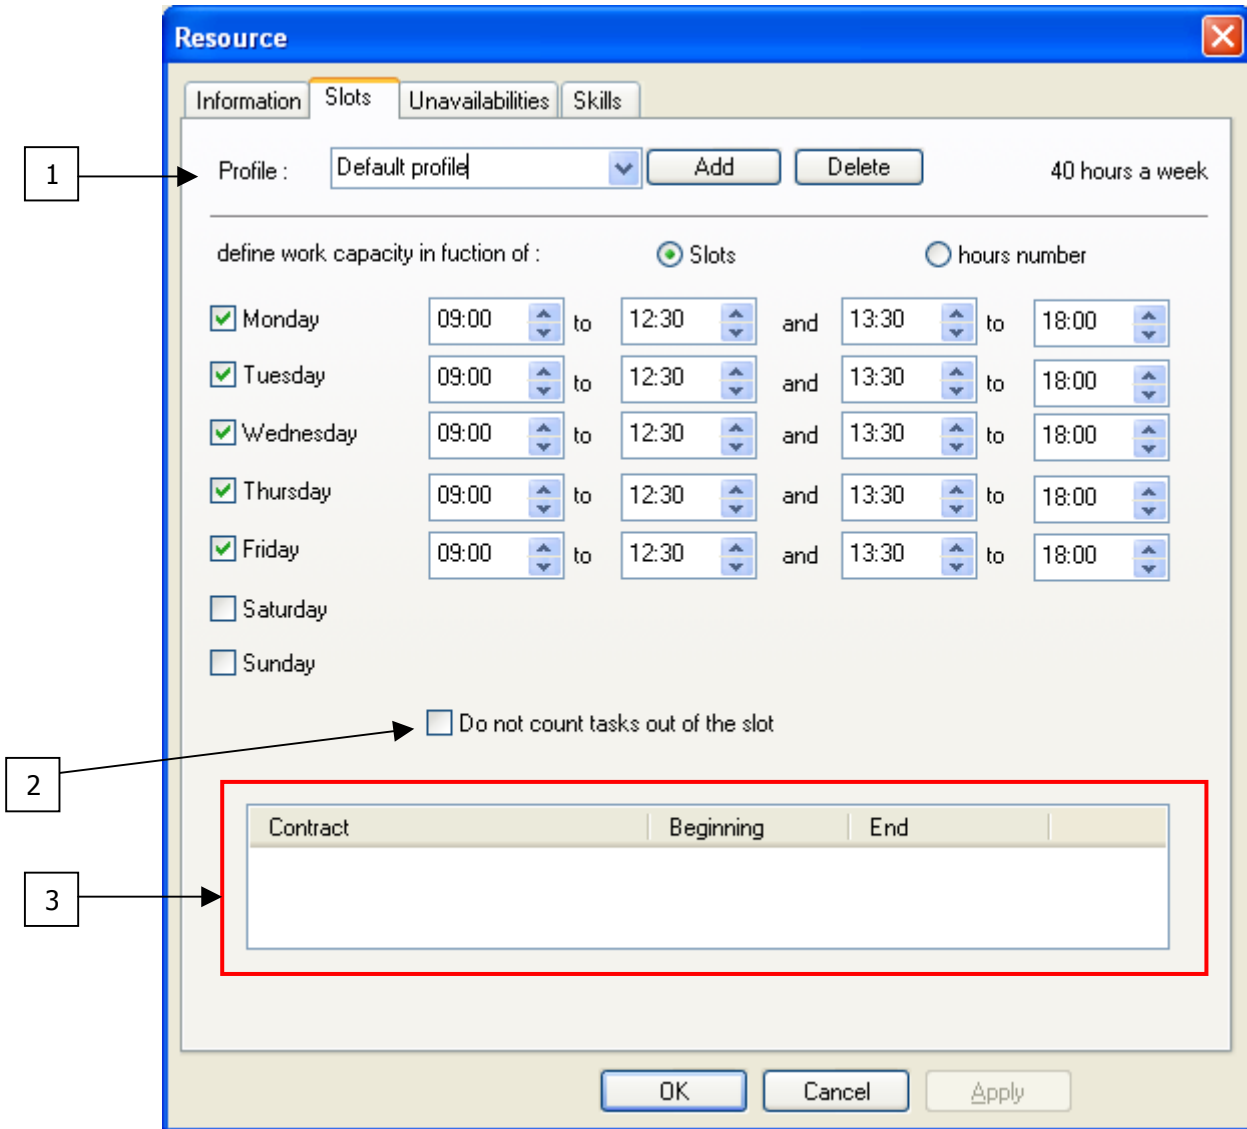 Resource
Information Slots Unavailabilities Skills
1 Profile : Default profile Add Delete 40 hours a week
define work capacity in fuction of : Slots hours number
Monday 09:00 to 12:30 and 13:30 to 18:00
Tuesday 09:00 to 12:30 and 13:30 to 18:00
Wednesday 09:00 to 12:30 and 13:30 to 18:00
Thursday 09:00 to 12:30 and 13:30 to 18:00
Friday 09:00 to 12:30 and 13:30 to 18:00
Saturday
Sunday
Do not count tasks out of the slot
2
Contract Beginning End
3
OK Cancel Apply